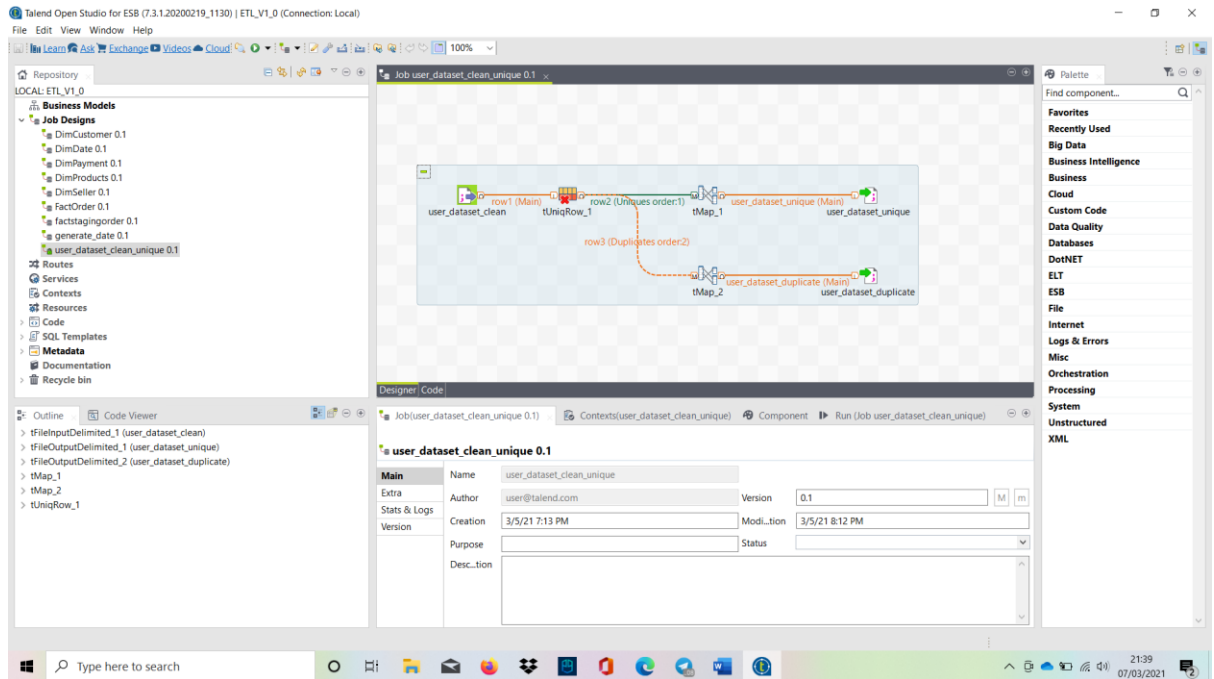 Talend Open Studio for ESB (7.3.1.20200219_1130) | ETL_V1_0 (Connection: Local)
File Edit View Window Help
Learn Ask Exchange Videos Cloud 100%
Repository
LOCAL: ETL_V1_0
Business Models
Job Designs
DimCustomer 0.1
DimDate 0.1
DimPayment 0.1
DimProducts 0.1
DimSeller 0.1
FactOrder 0.1
factstagingorder 0.1
generate_date 0.1
user_dataset_clean_unique 0.1
Routes
Services
Contexts
Resources
Code
SQL Templates
Metadata
Documentation
Recycle bin
Job user_dataset_clean_unique 0.1
row1 (Main) row2 (Uniques order:1) user_dataset_unique (Main)
user_dataset_clean tUniqRow_1 tMap_1 user_dataset_unique
row3 (Duplicates order:2)
user_dataset_duplicate (Main)
tMap_2 user_dataset_duplicate
Designer Code
Palette
Find component...
Favorites
Recently Used
Big Data
Business Intelligence
Business
Cloud
Custom Code
Data Quality
Databases
DotNET
ELT
ESB
File
Internet
Logs & Errors
Misc
Orchestration
Processing
System
Unstructured
XML
Outline Code Viewer
tFileInputDelimited_1 (user_dataset_clean)
tFileOutputDelimited_1 (user_dataset_unique)
tFileOutputDelimited_2 (user_dataset_duplicate)
tMap_1
tMap_2
tUniqRow_1
Job(user_dataset_clean_unique 0.1) Contexts(user_dataset_clean_unique) Component Run (Job user_dataset_clean_unique)
user_dataset_clean_unique 0.1
Main
Extra
Stats & Logs
Version
Name user_dataset_clean_unique
Author user@talend.com Version 0.1 M m
Creation 3/5/21 7:13 PM Modi...tion 3/5/21 8:12 PM
Purpose Status
Desc...tion
Type here to search
21:39
07/03/2021
2